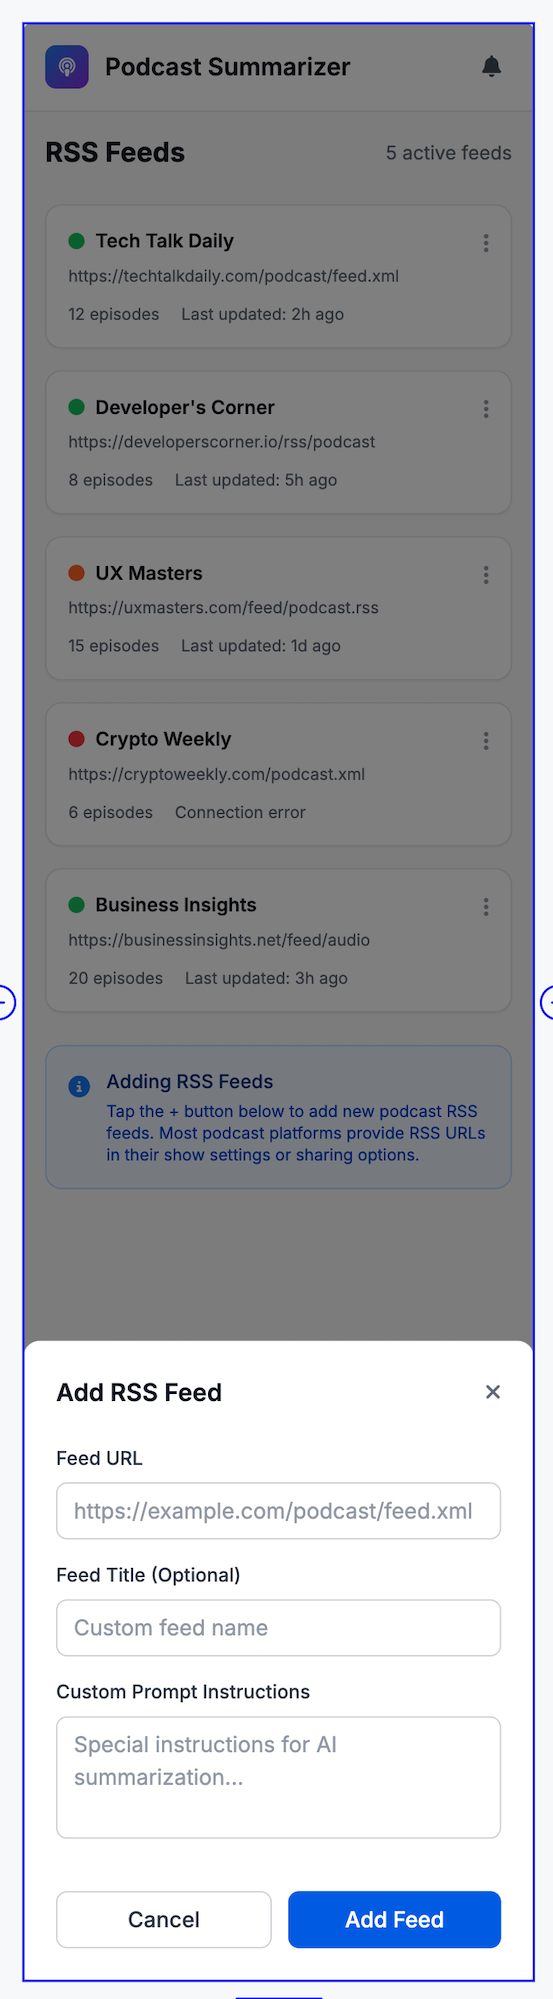 Podcast Summarizer
RSS Feeds
5 active feeds
Tech Talk Daily
https://techtalkdaily.com/podcast/feed.xml
12 episodes Last updated: 2h ago
Developer's Corner
https://developerscorner.io/rss/podcast
8 episodes Last updated: 5h ago
UX Masters
https://uxmasters.com/feed/podcast.rss
15 episodes Last updated: 1d ago
Crypto Weekly
https://cryptoweekly.com/podcast.xml
6 episodes Connection error
Business Insights
https://businessinsights.net/feed/audio
20 episodes Last updated: 3h ago
Adding RSS Feeds
Tap the + button below to add new podcast RSS
feeds. Most podcast platforms provide RSS URLs
in their show settings or sharing options.
Add RSS Feed
Feed URL
https://example.com/podcast/feed.xml
Feed Title (Optional)
Custom feed name
Custom Prompt Instructions
Special instructions for AI
summarization...
Cancel
Add Feed